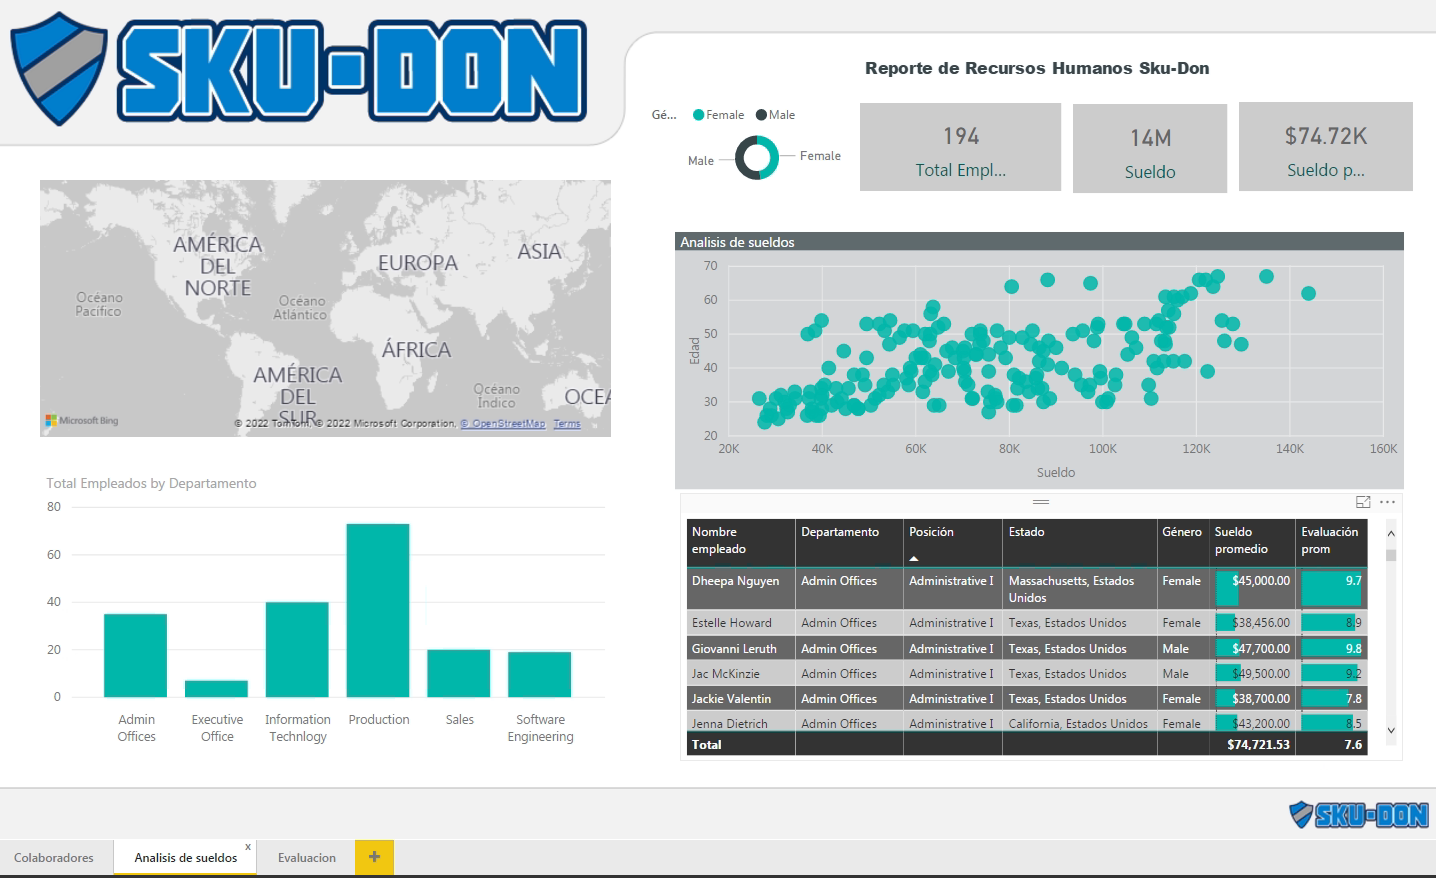 SKU-DON
Reporte de Recursos Humanos Sku-Don
Gé...
Female
Male
Male
Female
194
Total Empl...
14M
Sueldo
$74.72K
Sueldo p...
AMÉRICA
DEL
NORTE
EUROPA
ASIA
Océano
Pacífico
Océano
Atlántico
ÁFRICA
AMÉRICA
DEL
SUR
Océano
Índico
OCEA
Microsoft Bing
© 2022 TomTom, © 2022 Microsoft Corporation, © OpenStreetMap Terms
Analisis de sueldos
70
60
50
40
30
20
Edad
20K 40K 60K 80K 100K 120K 140K 160K
Sueldo
Total Empleados by Departamento
80
60
40
20
0
Admin
Offices
Executive
Office
Information
Technlogy
Production
Sales
Software
Engineering
Nombre
empleado
Departamento
Posición
Estado
Género
Sueldo
promedio
Evaluación
prom
Dheepa Nguyen Admin Offices Administrative I Massachusetts, Estados Female $45,000.00 9.7
Unidos
Estelle Howard Admin Offices Administrative I Texas, Estados Unidos Female $38,456.00 8.9
Giovanni Leruth Admin Offices Administrative I Texas, Estados Unidos Male $47,700.00 9.8
Jac McKinzie Admin Offices Administrative I Texas, Estados Unidos Male $49,500.00 9.2
Jackie Valentin Admin Offices Administrative I Texas, Estados Unidos Female $38,700.00 7.8
Jenna Dietrich Admin Offices Administrative I California, Estados Unidos Female $43,200.00 8.5
Total $74,721.53 7.6
SKU-DON
Colaboradores
Analisis de sueldos
x
Evaluacion
+